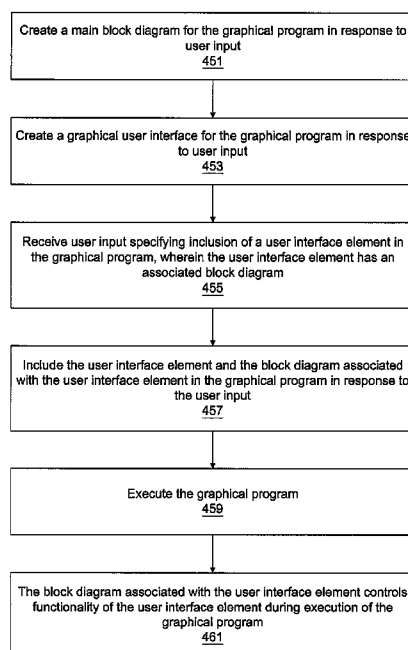 Create a main block diagram for the graphical program in response to
user input
451
Create a graphical user interface for the graphical program in response
to user input
453
Receive user input specifying inclusion of a user interface element in
the graphical program, wherein the user interface element has an
associated block diagram
455
Include the user interface element and the block diagram associated
with the user interface element in the graphical program in response to
the user input
457
Execute the graphical program
459
The block diagram associated with the user interface element controls
functionality of the user interface element during execution of the
graphical program
461